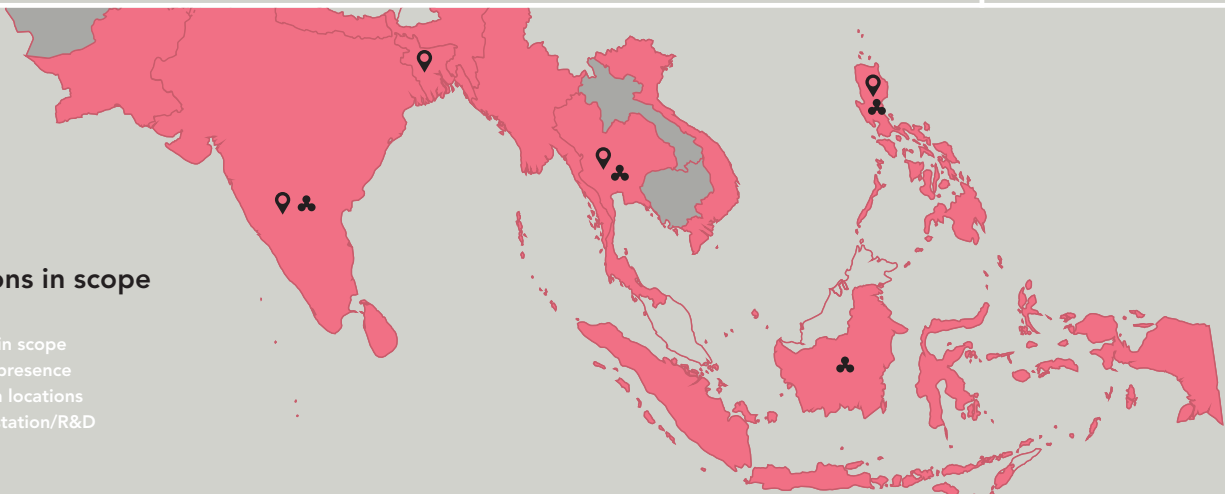 ons in scope
in scope
presence
locations
tation/R&D